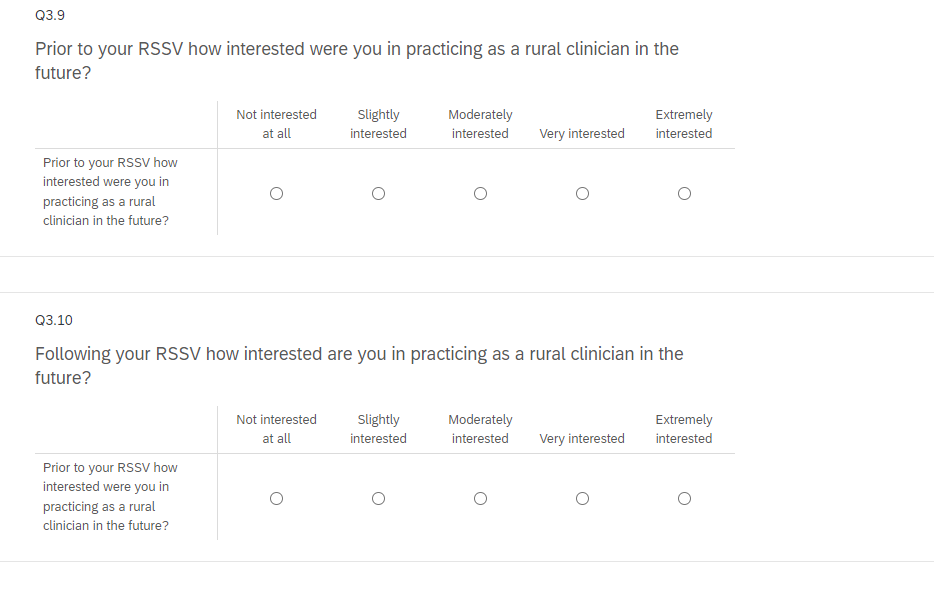 Q3.9
Prior to your RSSV how interested were you in practicing as a rural clinician in the
future?
Not interested
at all
Slightly
interested
Moderately
interested
Very interested
Extremely
interested
Prior to your RSSV how
interested were you in
practicing as a rural
clinician in the future?
Q3.10
Following your RSSV how interested are you in practicing as a rural clinician in the
future?
Not interested
at all
Slightly
interested
Moderately
interested
Very interested
Extremely
interested
Prior to your RSSV how
interested were you in
practicing as a rural
clinician in the future?